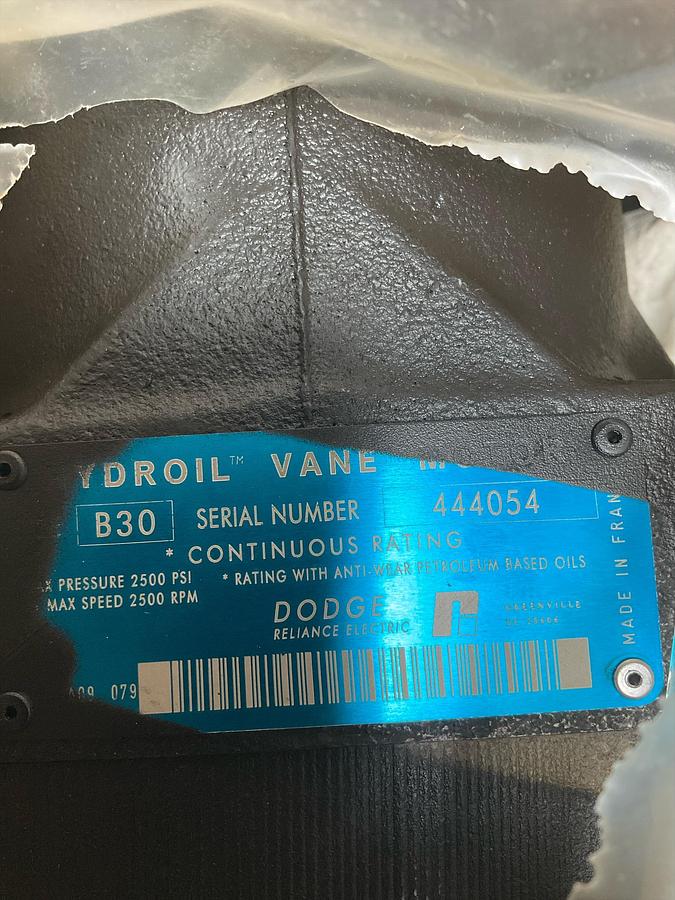 YDROIL™ VANE
B30 SERIAL NUMBER 444054
* CONTINUOUS RATING
X PRESSURE 2500 PSI * RATING WITH ANTI-WEAR PETROLEUM BASED OILS
MAX SPEED 2500 RPM
DODGE
RELIANCE ELECTRIC
GREENVILLE
079
MADE IN FRAN